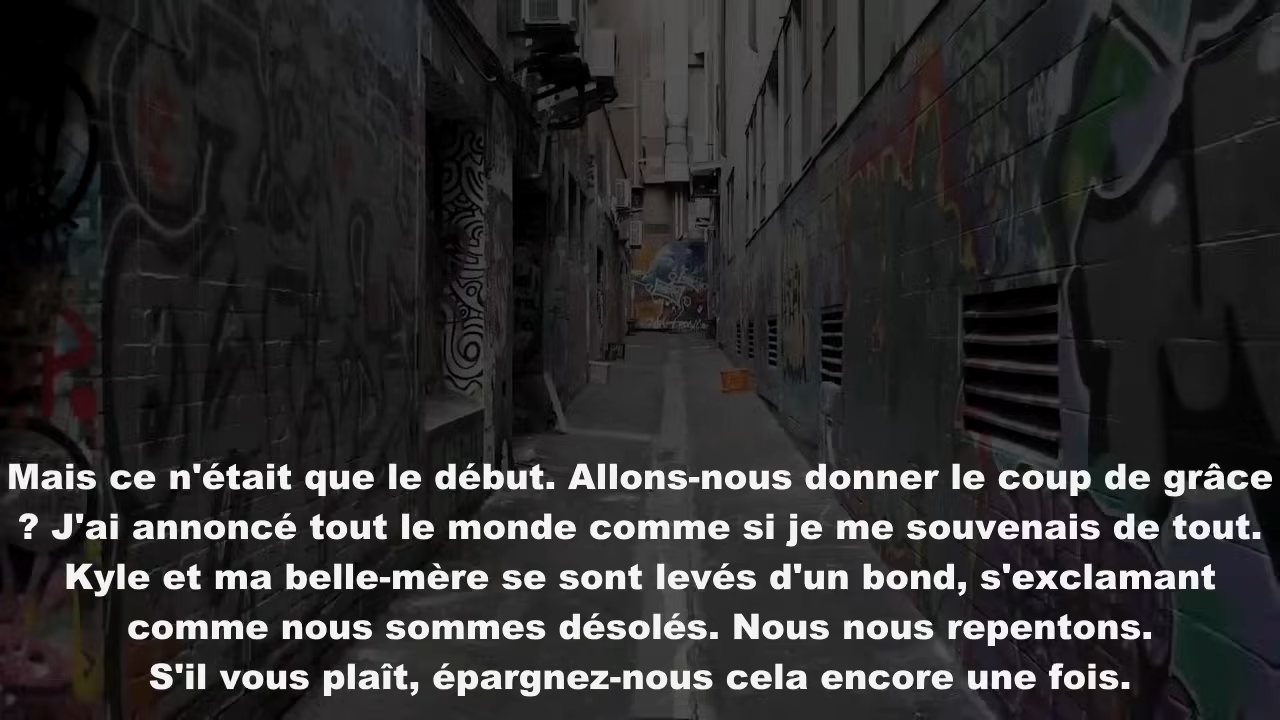 Mais ce n'était que le début. Allons-nous donner le coup de grâce
? J'ai annoncé tout le monde comme si je me souvenais de tout.
Kyle et ma belle-mère se sont levés d'un bond, s'exclamant
comme nous sommes désolés. Nous nous repentons.
S'il vous plaît, épargnez-nous cela encore une fois.